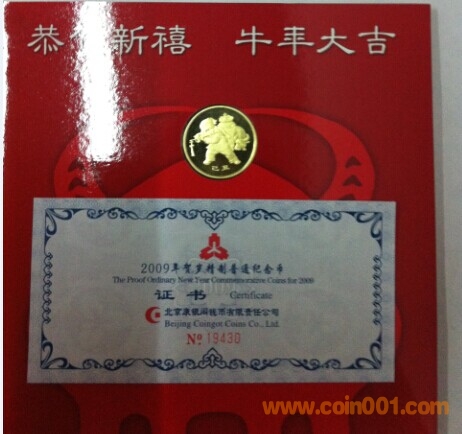 恭 新禧 牛年大吉
己丑
2009年贺岁精制普通纪念币
The Proof Ordinary New Year Commemorative Coins for 2009
证书 Certificate
北京康银阁钱币有限责任公司
Beijing Coingot Coins Co., Ltd.
No 19430
www.coin001.com